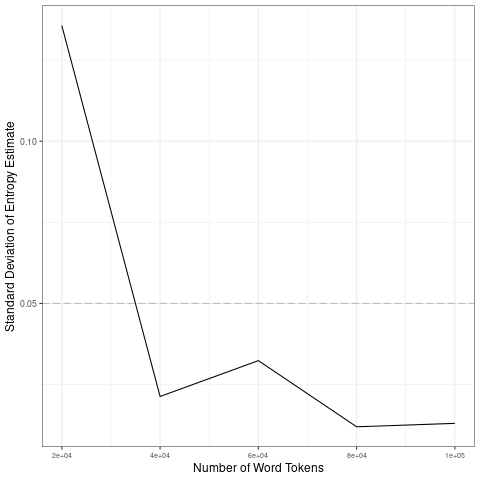 Standard Deviation of Entropy Estimate
0.10
0.05
2e+04 4e+04 6e+04 8e+04 1e+05
Number of Word Tokens